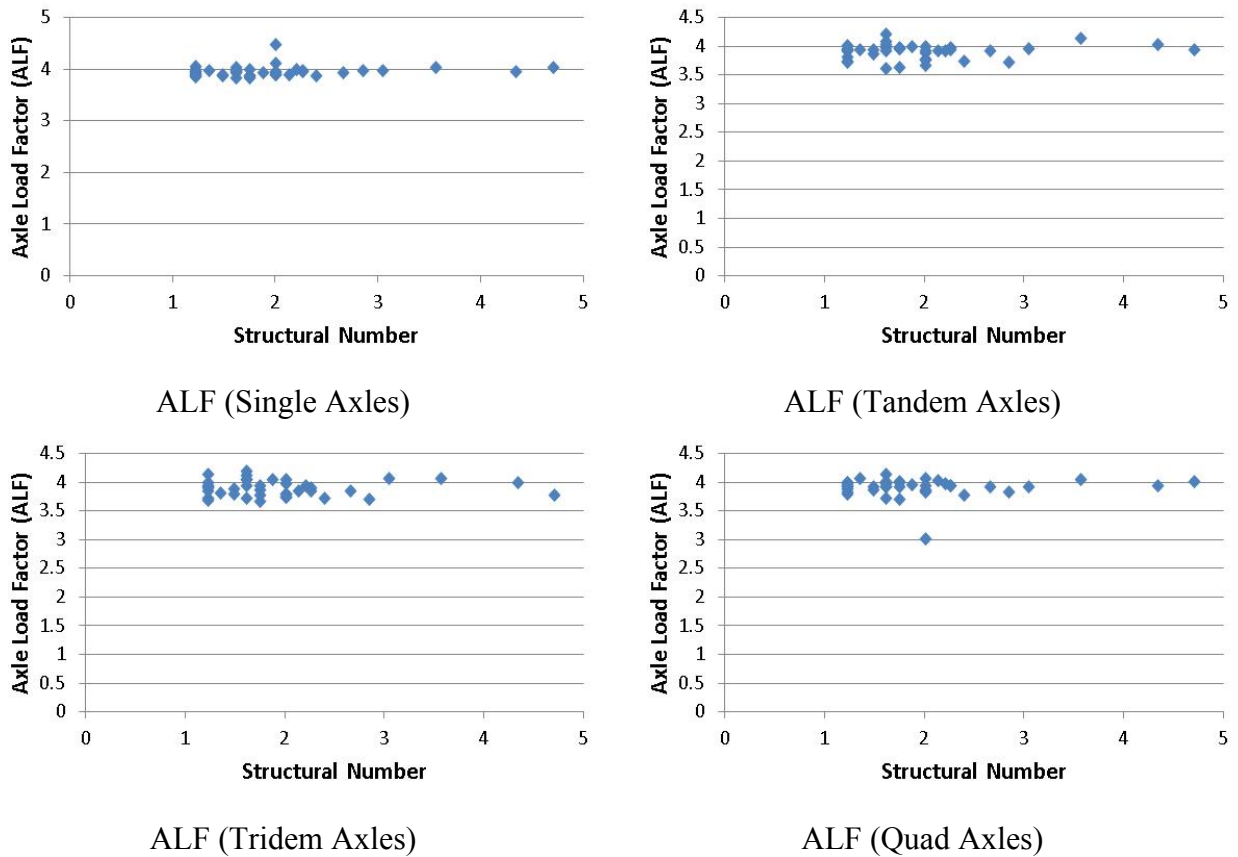 Axle Load Factor (ALF)
5
4
3
2
1
0
0 1 2 3 4 5
Structural Number
ALF (Single Axles)
Axle Load Factor (ALF)
4.5
4
3.5
3
2.5
2
1.5
1
0.5
0
0 1 2 3 4 5
Structural Number
ALF (Tandem Axles)
Axle Load Factor (ALF)
4.5
4
3.5
3
2.5
2
1.5
1
0.5
0
0 1 2 3 4 5
Structural Number
ALF (Tridem Axles)
Axle Load Factor (ALF)
4.5
4
3.5
3
2.5
2
1.5
1
0.5
0
0 1 2 3 4 5
Structural Number
ALF (Quad Axles)